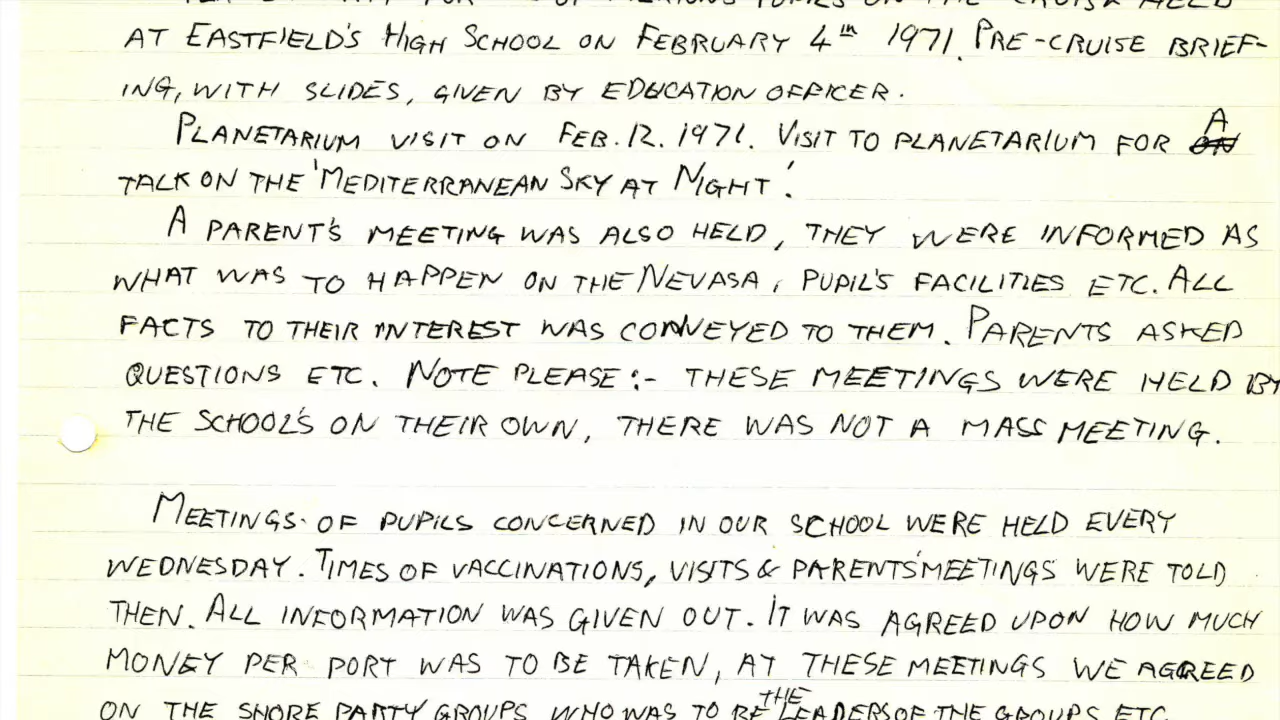 CRUISE HELD
AT EASTFIELD'S HIGH SCHOOL ON FEBRUARY 4th 1971. PRE-CRUISE BRIEF-
ING, WITH SLIDES, GIVEN BY EDUCATION OFFICER.
PLANETARIUM VISIT ON FEB. 12. 1971. VISIT TO PLANETARIUM FOR A
TALK ON THE 'MEDITERRANEAN SKY AT NIGHT'.
A PARENT'S MEETING WAS ALSO HELD, THEY WERE INFORMED AS
WHAT WAS TO HAPPEN ON THE NEVASA, PUPIL'S FACILITIES ETC. ALL
FACTS TO THEIR INTEREST WAS CONVEYED TO THEM. PARENTS ASKED
QUESTIONS ETC. NOTE PLEASE:- THESE MEETINGS WERE HELD BY
THE SCHOOL'S ON THEIR OWN, THERE WAS NOT A MASS MEETING.
MEETINGS OF PUPILS CONCERNED IN OUR SCHOOL WERE HELD EVERY
WEDNESDAY. TIMES OF VACCINATIONS, VISITS & PARENTS' MEETINGS WERE TOLD
THEN. ALL INFORMATION WAS GIVEN OUT. IT WAS AGREED UPON HOW MUCH
MONEY PER PORT WAS TO BE TAKEN, AT THESE MEETINGS WE AGREED
ON THE SHORE PARTY GROUPS, WHO WAS TO BE THE LEADERS OF THE GROUPS ETC.